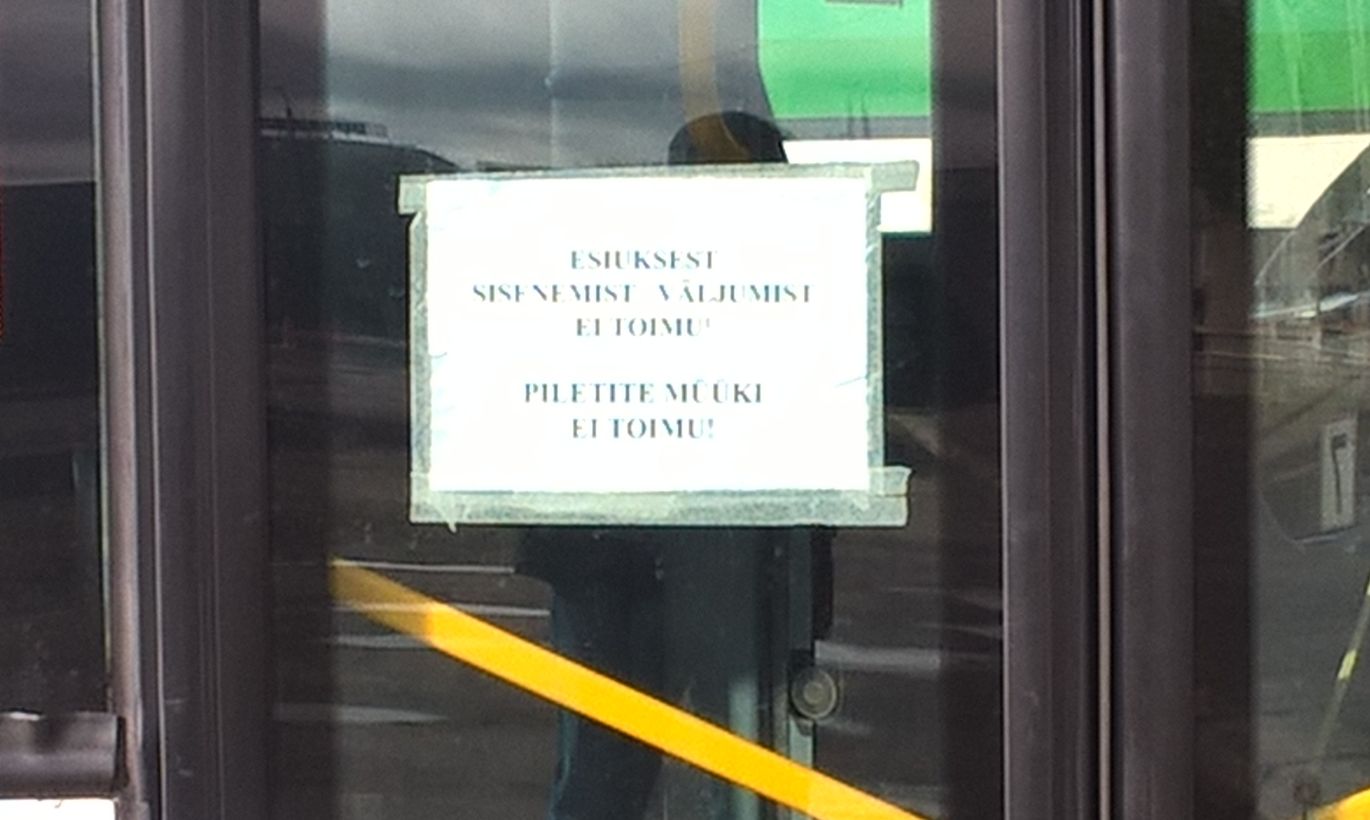 ESIUKSEST
SISENEMIST VÄLJUMIST
EI TOIMU!
PILETITE MÜÜKI
EI TOIMU!